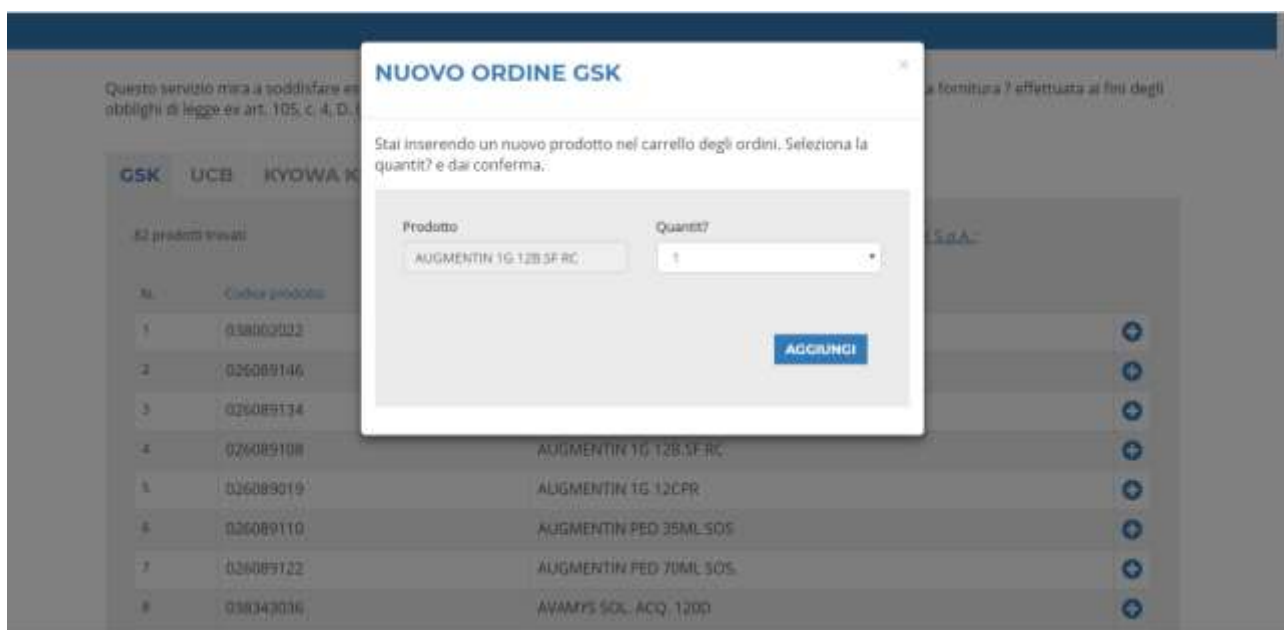 NUOVO ORDINE GSK
×
Questo servizio mira a soddisfare es
a fornitura ? effettuata ai fini degli
obblighi di legge ex art. 105, c. 4, D.
Stai inserendo un nuovo prodotto nel carrello degli ordini. Seleziona la
quantit? e dai conferma.
GSK UCB KYOWA K
Prodotto Quantit?
82 prodotti trovati
S.p.A.
AUGMENTIN 1G 12B.SF RC 1
N. Codice prodotto
1 038002022
AGGIUNGI
2 026089146
3 026089134
4 026089108 AUGMENTIN 1G 12B.SF RC
5 026089019 AUGMENTIN 1G 12CPR
6 026089110 AUGMENTIN PED 35ML SOS
7 026089122 AUGMENTIN PED 70ML SOS.
8 038343036 AVAMYS SOL. ACQ. 120D